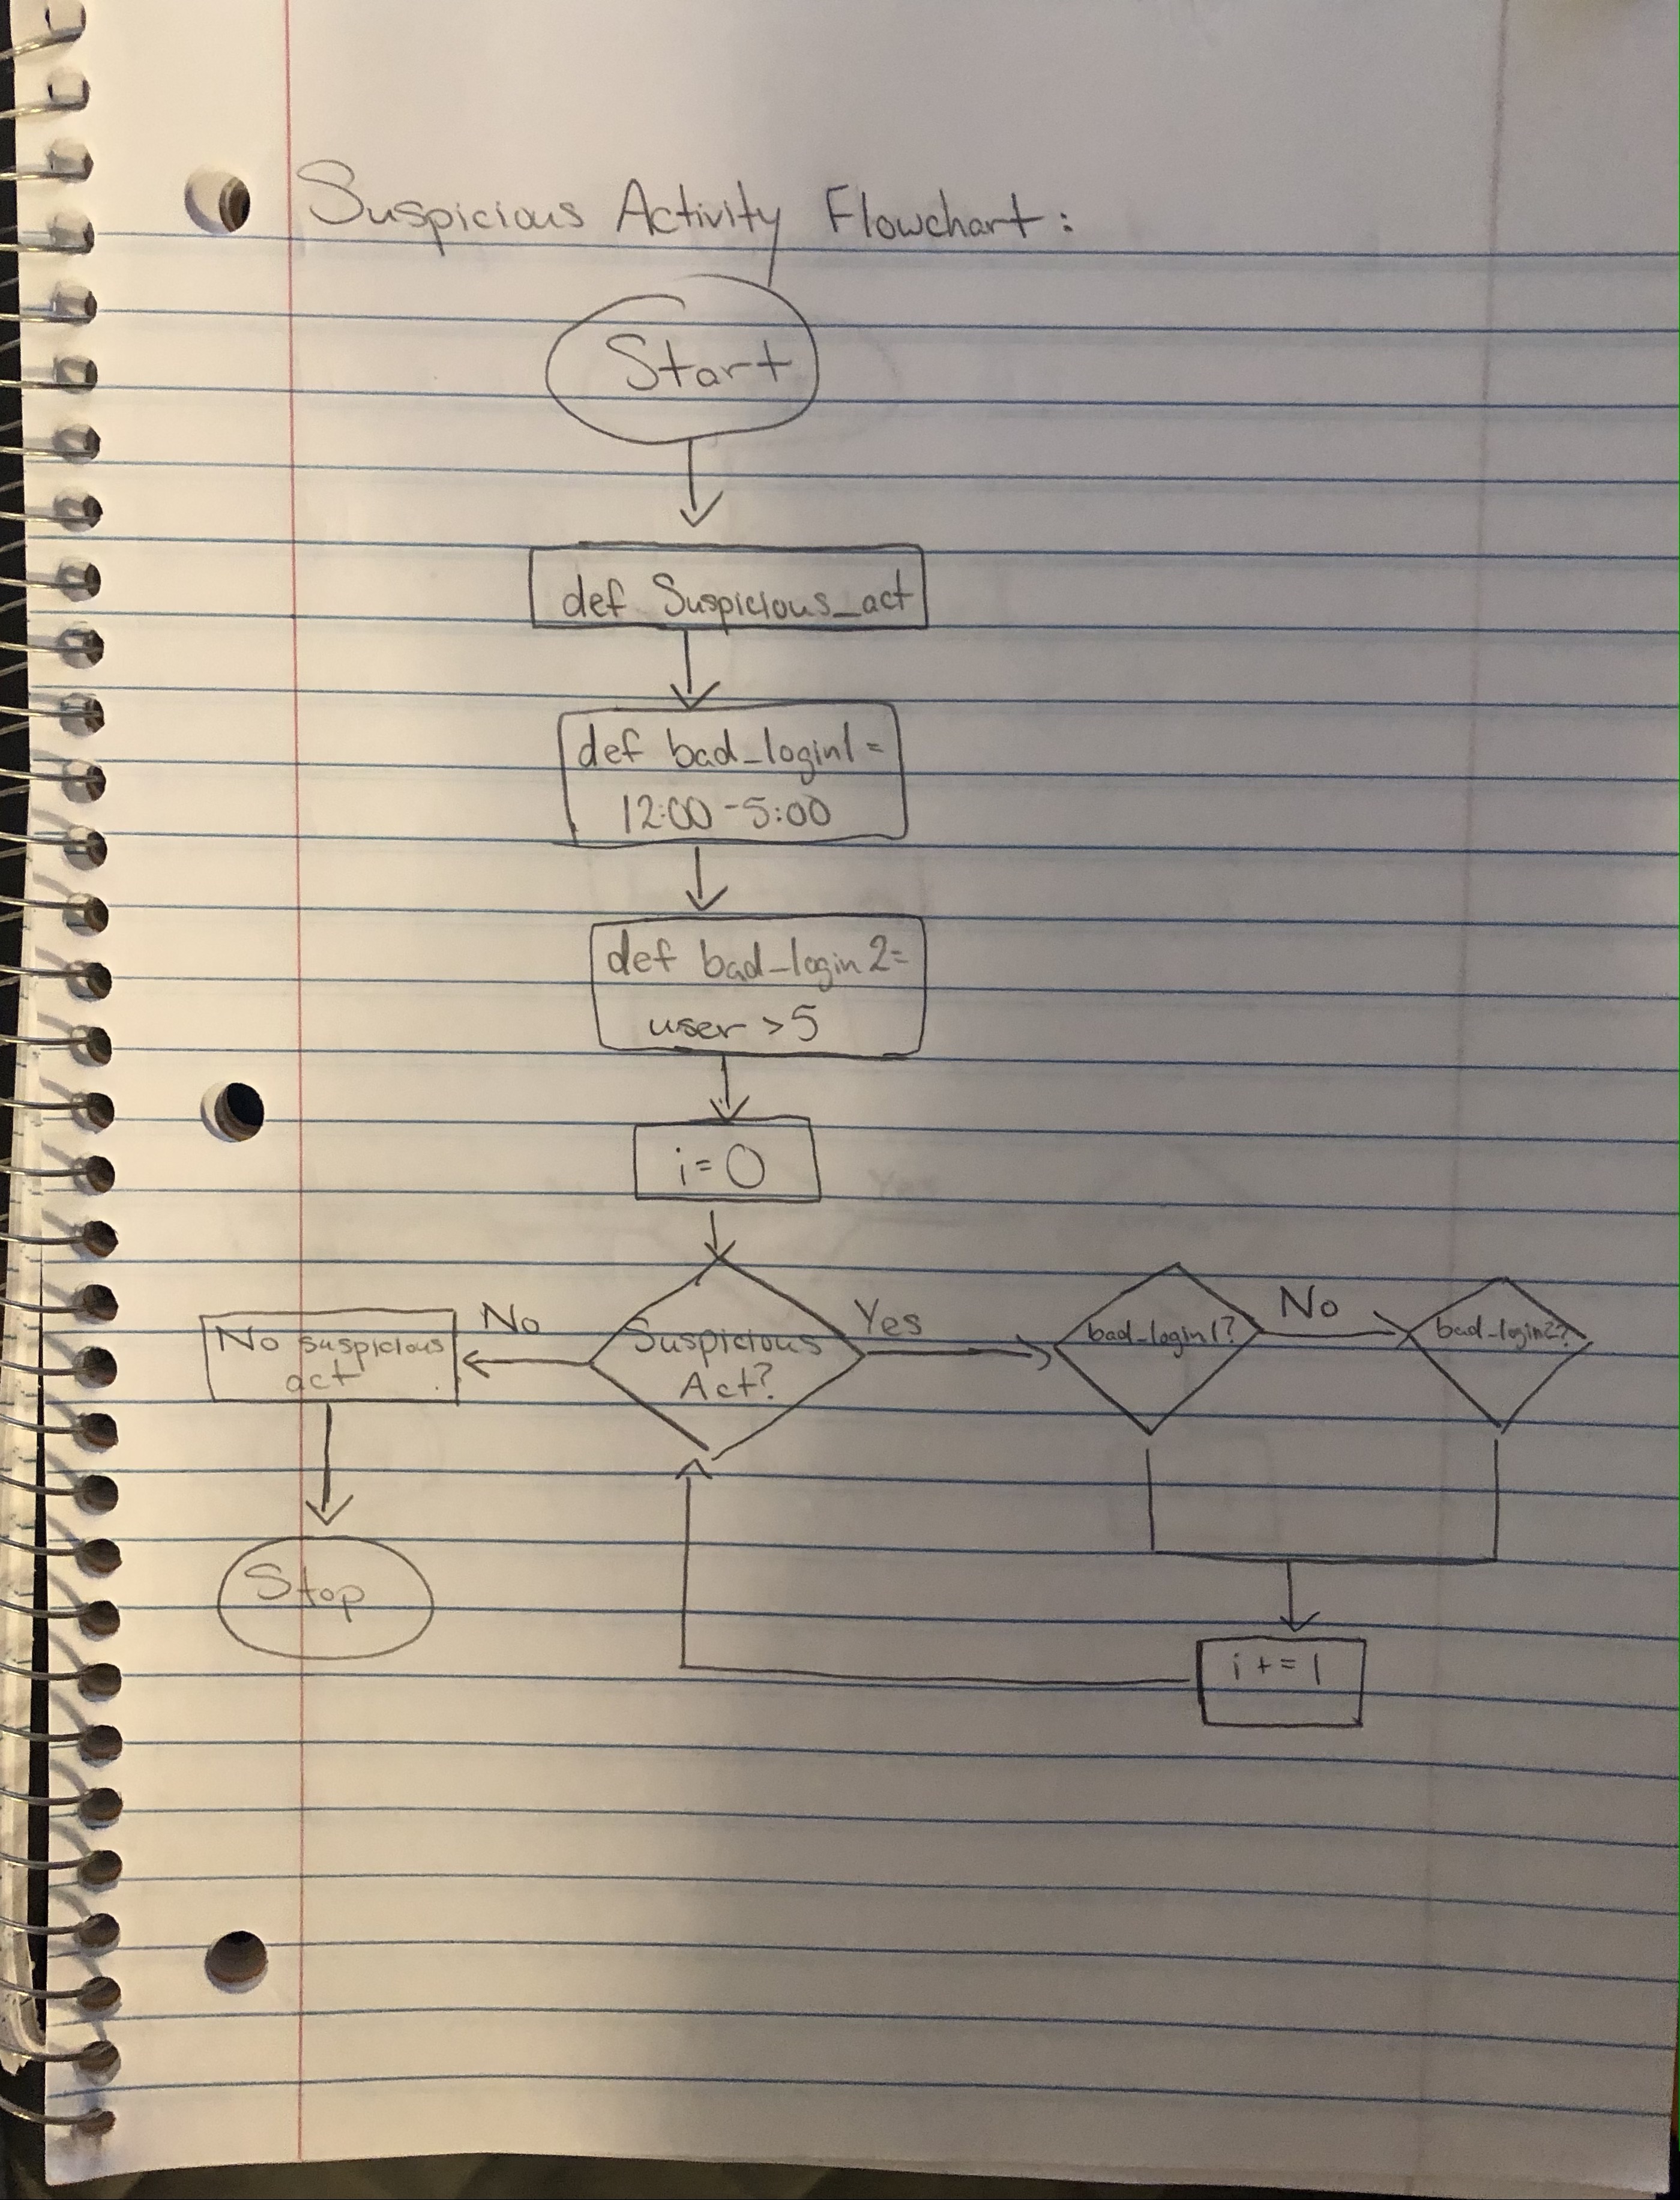 Suspicious Activity Flowchart:
Start
def Suspicious_act
def bad_login1=
12:00-5:00
def bad_login2=
user >5
i=0
No suspicious
act
No
Suspicious
Act?
Yes
bad_login1?
No
bad_login2?
Stop
i+=1